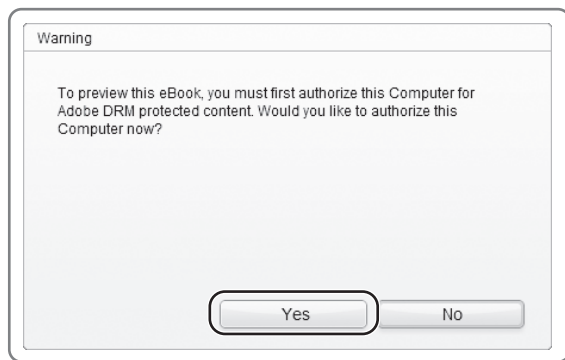 Warning
To preview this eBook, you must first authorize this Computer for
Adobe DRM protected content. Would you like to authorize this
Computer now?
Yes No